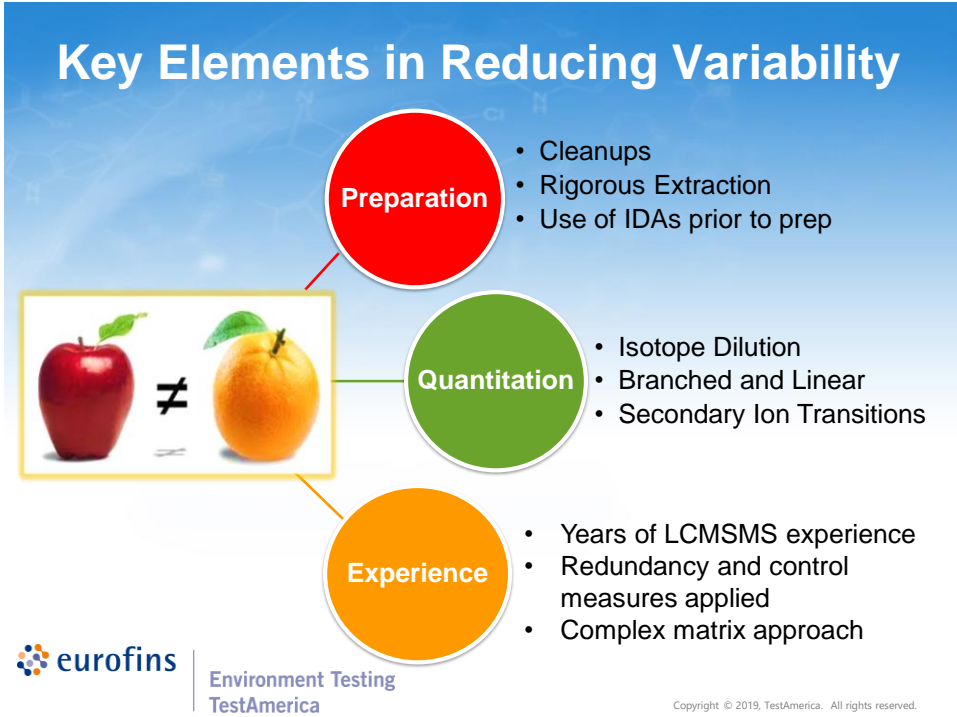 Key Elements in Reducing Variability
Preparation
• Cleanups
• Rigorous Extraction
• Use of IDAs prior to prep
≠
Quantitation
• Isotope Dilution
• Branched and Linear
• Secondary Ion Transitions
Experience
• Years of LCMSMS experience
• Redundancy and control
measures applied
• Complex matrix approach
eurofins
Environment Testing
TestAmerica
Copyright © 2019, TestAmerica. All rights reserved.